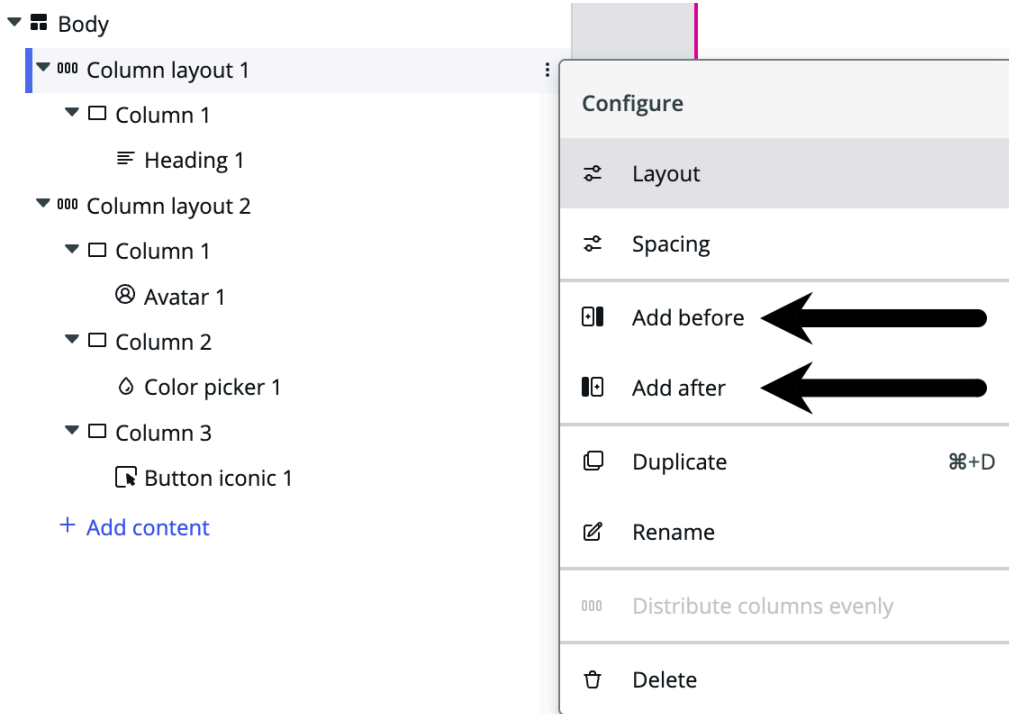 Body
Column layout 1
Column 1
Heading 1
Column layout 2
Column 1
Avatar 1
Column 2
Color picker 1
Column 3
Button iconic 1
+ Add content
Configure
Layout
Spacing
Add before
Add after
Duplicate ⌘+D
Rename
Distribute columns evenly
Delete